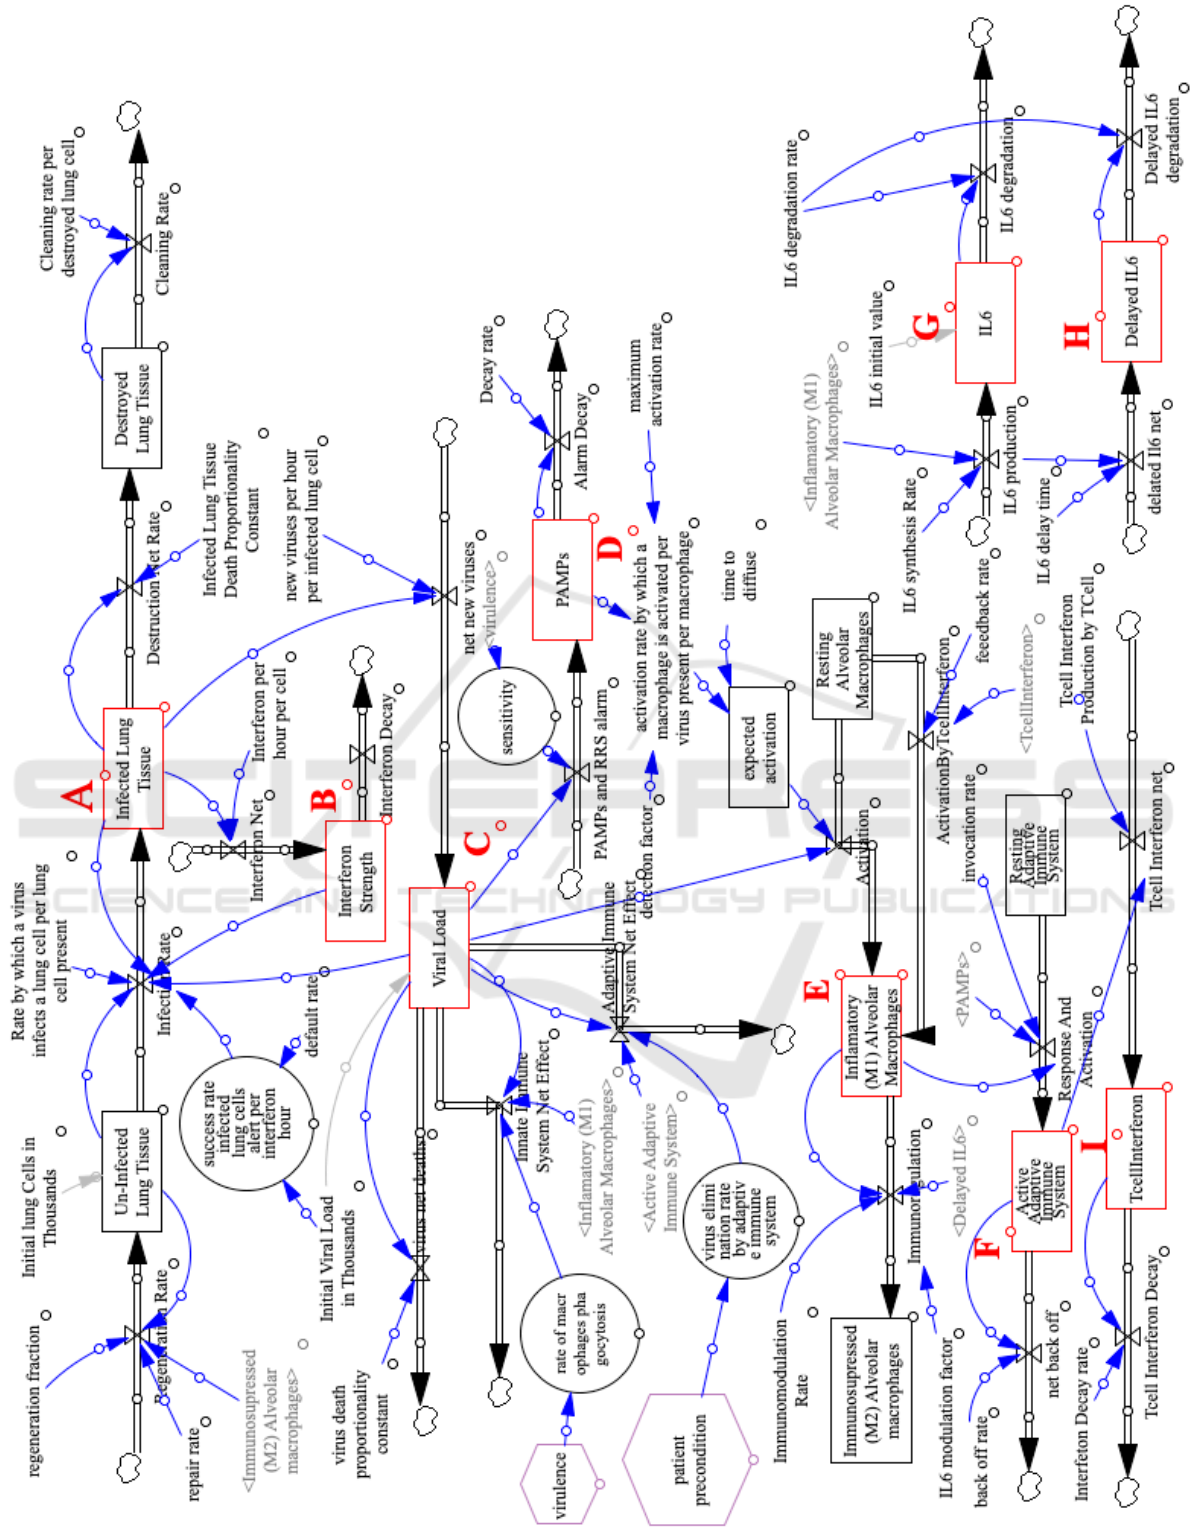 Cleaning rate per
destroyed lung cell
Cleaning Rate
Destroyed
Lung Tissue
Destruction Net Rate
Infected Lung Tissue
Death Proportionality
Constant
new viruses per hour
per infected lung cell
A
Infected Lung
Tissue
Interferon per
hour per cell
Interferon Net
B
Interferon
Strength
Interferon Decay
Rate by which a virus
infects a lung cell per lung
cell present
Infection Rate
default rate
success rate
infected
lung cells
alert per
interferon
hour
Initial lung Cells in
Thousands
Un-Infected
Lung Tissue
regeneration fraction
Regeneration Rate
repair rate
<Immunosupressed
(M2) Alveolar
macrophages>
Initial Viral Load
in Thousands
net new viruses
<virulence>
sensitivity
C
Viral Load
virus net deaths
virus death
proportionality
constant
Innate Immune
System Net Effect
<Inflamatory (M1)
Alveolar Macrophages>
rate of macr
ophages pha
gocytosis
virulence
Adaptive Immune
System Net Effect
<Active Adaptive
Immune System>
virus elimi
nation rate
by adaptiv
e immune
system
patient
precondition
Decay rate
Alarm Decay
PAMPs
D
PAMPs and RRS alarm
maximum
activation rate
activation rate by which a
macrophage is activated per
virus present per macrophage
detection factor
time to
diffuse
expected
activation
Activation
Resting
Alveolar
Macrophages
ActivationByTcellInterferon
feeedback rate
<TcellInterferon>
E
Inflamatory
(M1) Alveolar
Macrophages
Immunomodulation
Rate
Immunoregulation
Immunosupressed
(M2) Alveolar
macrophages
<Delayed IL6>
IL6 modulation factor
invocation rate
Resting
Adaptive
Immune
System
<PAMPs>
Response And
Activation
F
Active
Adaptive
Immune
System
net back off
back off rate
Tcell Interferon
Production by TCell
Tcell Interferon net
I
TcellInterferon
Tcell Interferon Decay
Interfeton Decay rate
IL6 degradation rate
IL6 degradation
Delayed IL6
degradation
IL6 initial value
G
IL6
H
Delayed IL6
<Inflamatory (M1)
Alveolar Macrophages>
IL6 synthesis Rate
IL6 production
IL6 delay time
delated Il6 net
SCITEPRESS
SCIENCE AND TECHNOLOGY PUBLICATIONS